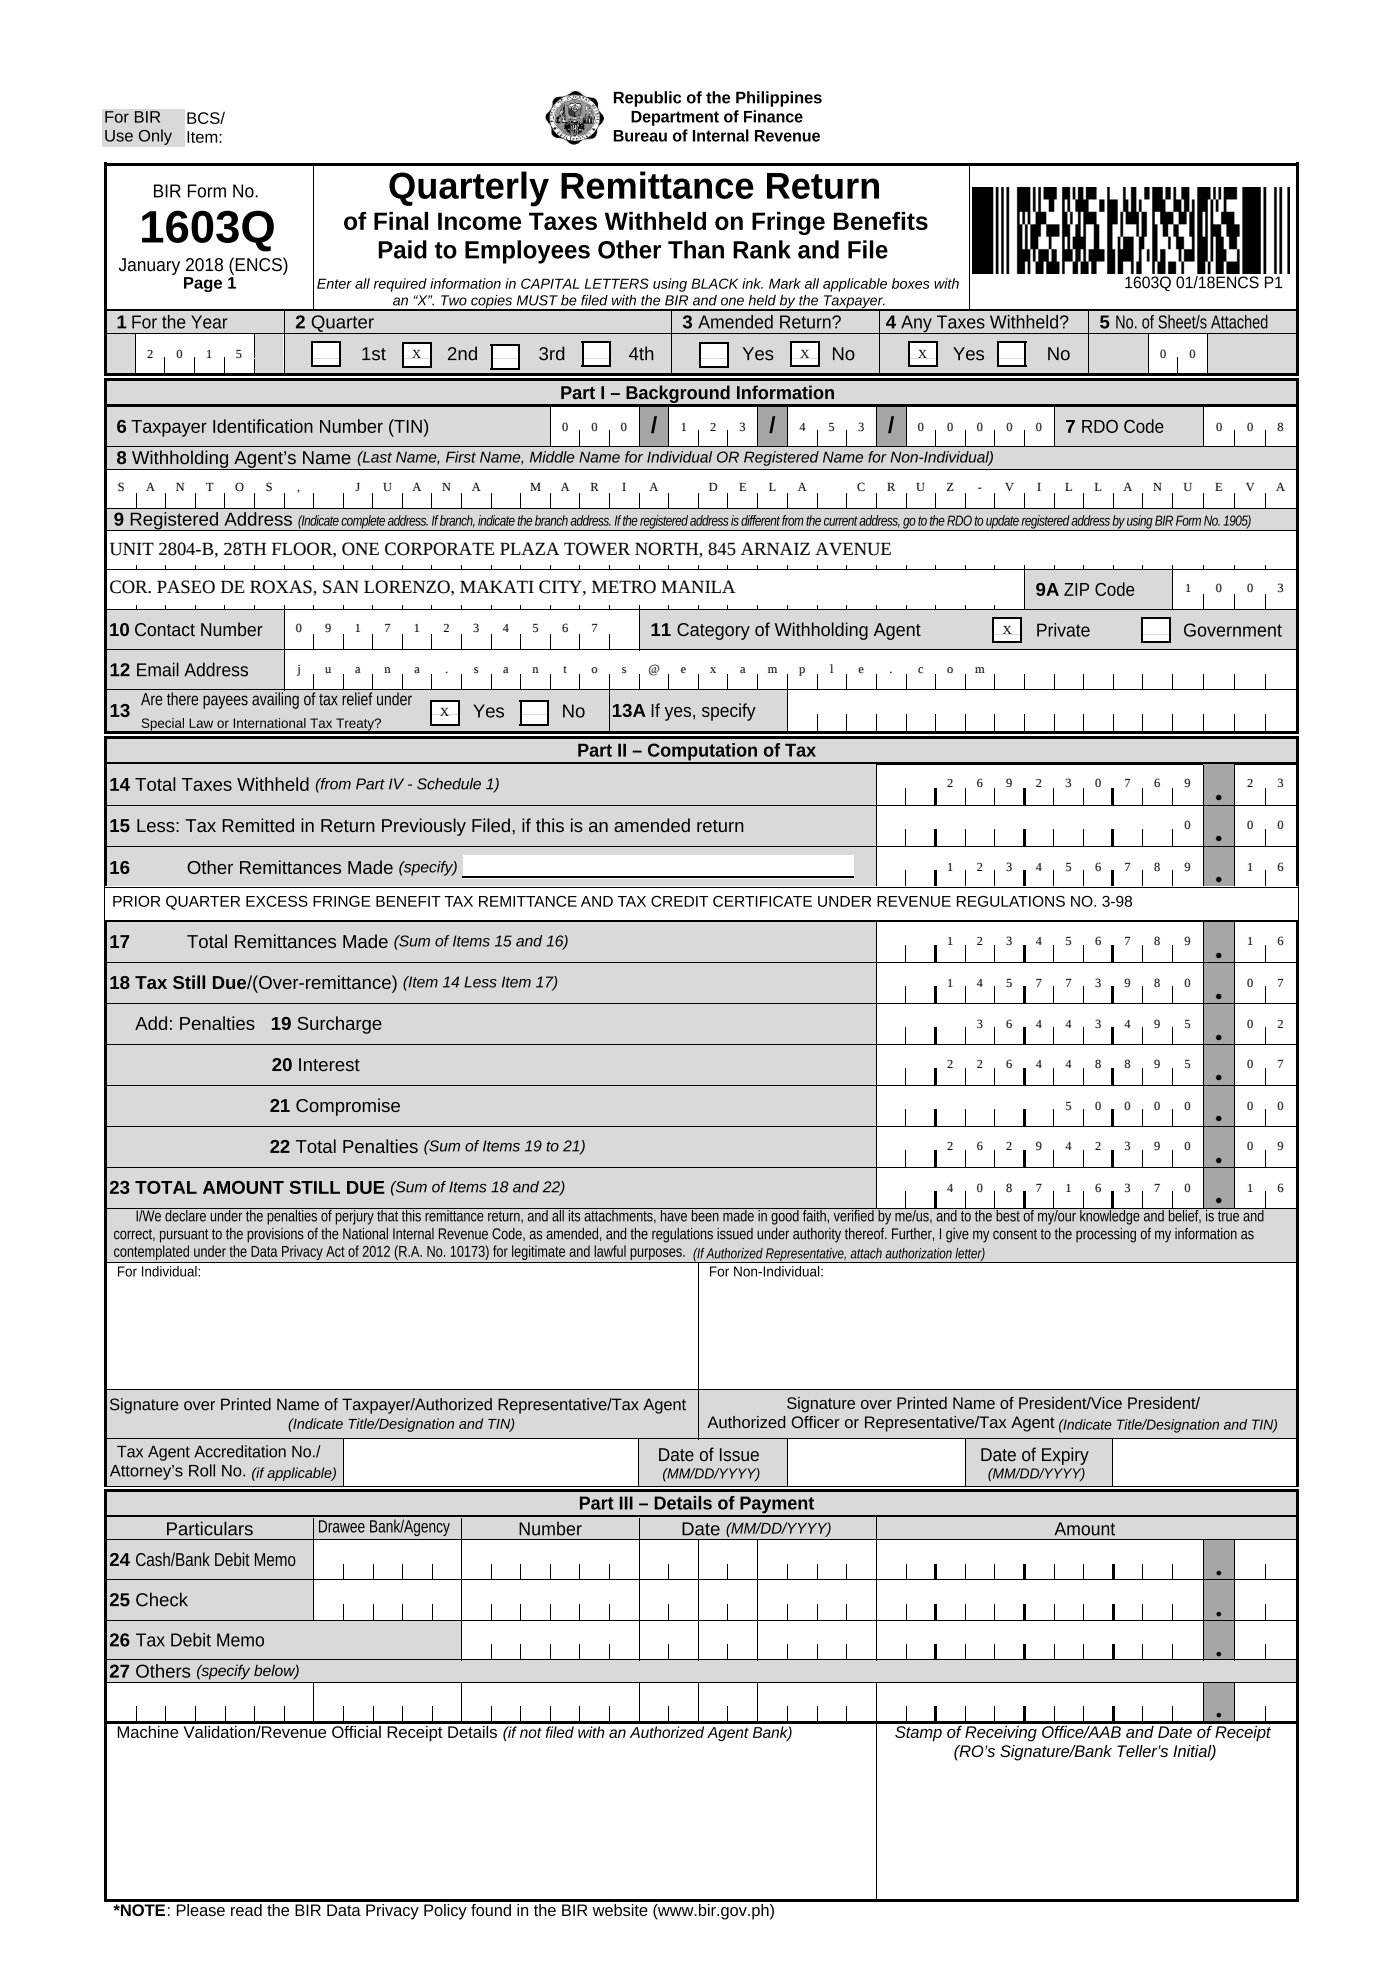 For BIR BCS/
Use Only Item:
Republic of the Philippines
Department of Finance
Bureau of Internal Revenue
BIR Form No.
1603Q
January 2018 (ENCS)
Page 1
Quarterly Remittance Return
of Final Income Taxes Withheld on Fringe Benefits
Paid to Employees Other Than Rank and File
Enter all required information in CAPITAL LETTERS using BLACK ink. Mark all applicable boxes with
an “X”. Two copies MUST be filed with the BIR and one held by the Taxpayer.
1603Q 01/18ENCS P1
1 For the Year 2 Quarter 3 Amended Return? 4 Any Taxes Withheld? 5 No. of Sheet/s Attached
2 0 1 5 1st X 2nd 3rd 4th Yes X No X Yes No 0 0
Part I – Background Information
6 Taxpayer Identification Number (TIN) 0 0 0 / 1 2 3 / 4 5 3 / 0 0 0 0 0 7 RDO Code 0 0 8
8 Withholding Agent’s Name (Last Name, First Name, Middle Name for Individual OR Registered Name for Non-Individual)
S A N T O S , J U A N A M A R I A D E L A C R U Z - V I L L A N U E V A
9 Registered Address (Indicate complete address. If branch, indicate the branch address. If the registered address is different from the current address, go to the RDO to update registered address by using BIR Form No. 1905)
UNIT 2804-B, 28TH FLOOR, ONE CORPORATE PLAZA TOWER NORTH, 845 ARNAIZ AVENUE
COR. PASEO DE ROXAS, SAN LORENZO, MAKATI CITY, METRO MANILA 9A ZIP Code 1 0 0 3
10 Contact Number 0 9 1 7 1 2 3 4 5 6 7 11 Category of Withholding Agent X Private Government
12 Email Address j u a n a . s a n t o s @ e x a m p l e . c o m
13 Are there payees availing of tax relief under
Special Law or International Tax Treaty? X Yes No 13A If yes, specify
Part II – Computation of Tax
14 Total Taxes Withheld (from Part IV - Schedule 1) 2 6 9 2 3 0 7 6 9 . 2 3
15 Less: Tax Remitted in Return Previously Filed, if this is an amended return 0 . 0 0
16 Other Remittances Made (specify) 1 2 3 4 5 6 7 8 9 . 1 6
PRIOR QUARTER EXCESS FRINGE BENEFIT TAX REMITTANCE AND TAX CREDIT CERTIFICATE UNDER REVENUE REGULATIONS NO. 3-98
17 Total Remittances Made (Sum of Items 15 and 16) 1 2 3 4 5 6 7 8 9 . 1 6
18 Tax Still Due/(Over-remittance) (Item 14 Less Item 17) 1 4 5 7 7 3 9 8 0 . 0 7
Add: Penalties 19 Surcharge 3 6 4 4 3 4 9 5 . 0 2
20 Interest 2 2 6 4 4 8 8 9 5 . 0 7
21 Compromise 5 0 0 0 0 . 0 0
22 Total Penalties (Sum of Items 19 to 21) 2 6 2 9 4 2 3 9 0 . 0 9
23 TOTAL AMOUNT STILL DUE (Sum of Items 18 and 22) 4 0 8 7 1 6 3 7 0 . 1 6
I/We declare under the penalties of perjury that this remittance return, and all its attachments, have been made in good faith, verified by me/us, and to the best of my/our knowledge and belief, is true and
correct, pursuant to the provisions of the National Internal Revenue Code, as amended, and the regulations issued under authority thereof. Further, I give my consent to the processing of my information as
contemplated under the Data Privacy Act of 2012 (R.A. No. 10173) for legitimate and lawful purposes. (If Authorized Representative, attach authorization letter)
For Individual: For Non-Individual:
Signature over Printed Name of Taxpayer/Authorized Representative/Tax Agent
(Indicate Title/Designation and TIN)
Signature over Printed Name of President/Vice President/
Authorized Officer or Representative/Tax Agent (Indicate Title/Designation and TIN)
Tax Agent Accreditation No./
Attorney’s Roll No. (if applicable)
Date of Issue
(MM/DD/YYYY)
Date of Expiry
(MM/DD/YYYY)
Part III – Details of Payment
Particulars Drawee Bank/Agency Number Date (MM/DD/YYYY) Amount
24 Cash/Bank Debit Memo .
25 Check .
26 Tax Debit Memo .
27 Others (specify below)
.
Machine Validation/Revenue Official Receipt Details (if not filed with an Authorized Agent Bank)
Stamp of Receiving Office/AAB and Date of Receipt
(RO’s Signature/Bank Teller’s Initial)
*NOTE: Please read the BIR Data Privacy Policy found in the BIR website (www.bir.gov.ph)